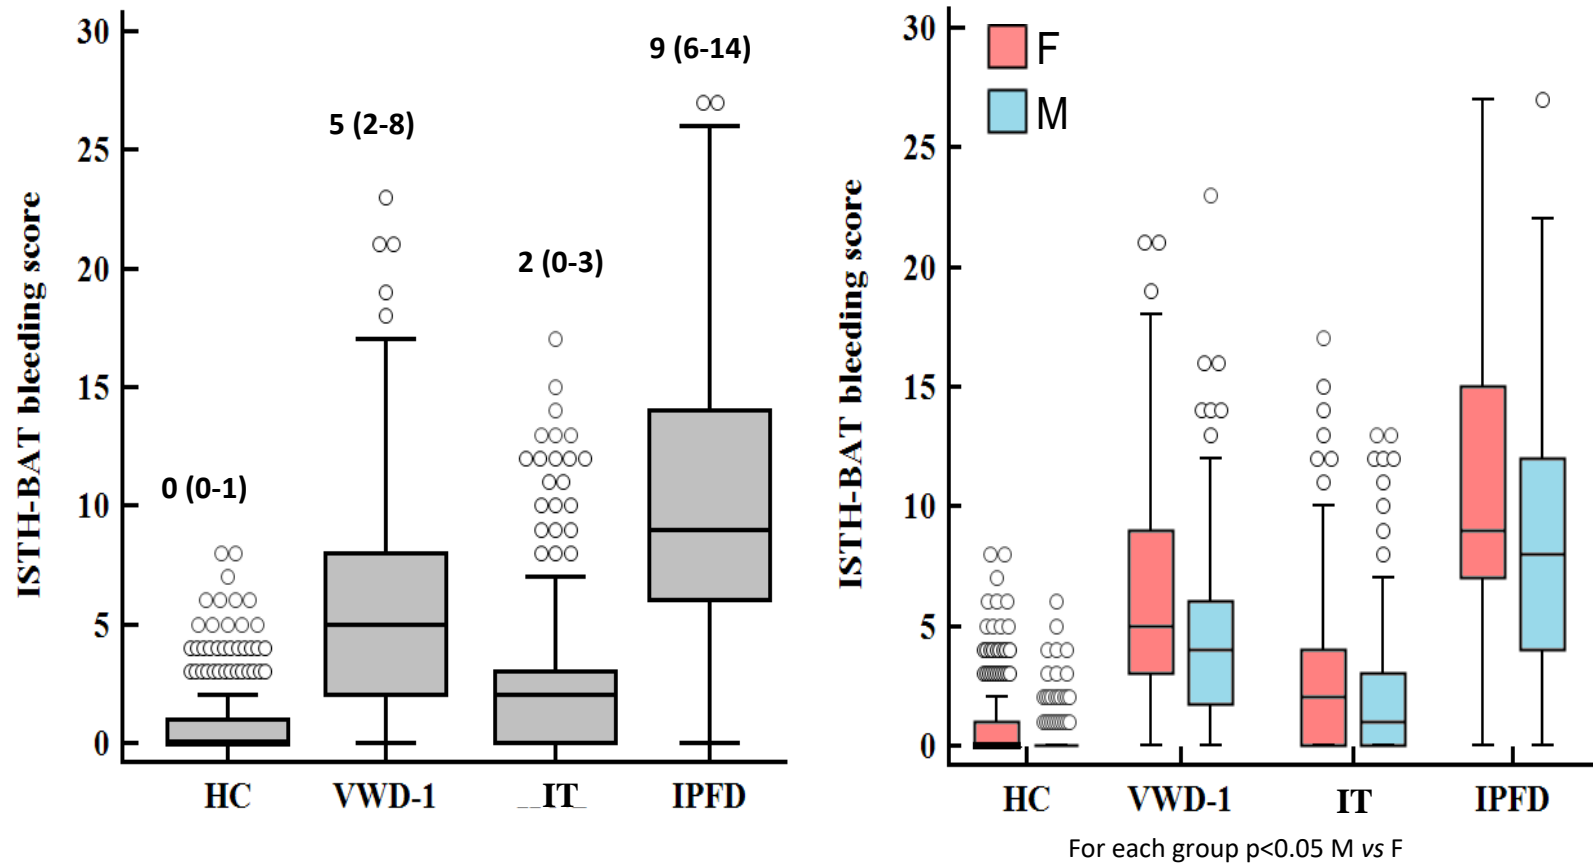 ISTH-BAT bleeding score
30
25
20
15
10
5
0
0 (0-1)
5 (2-8)
2 (0-3)
9 (6-14)
HC
VWD-1
IT
IPFD
ISTH-BAT bleeding score
30
25
20
15
10
5
0
F
M
HC
VWD-1
IT
IPFD
For each group p<0.05 M vs F